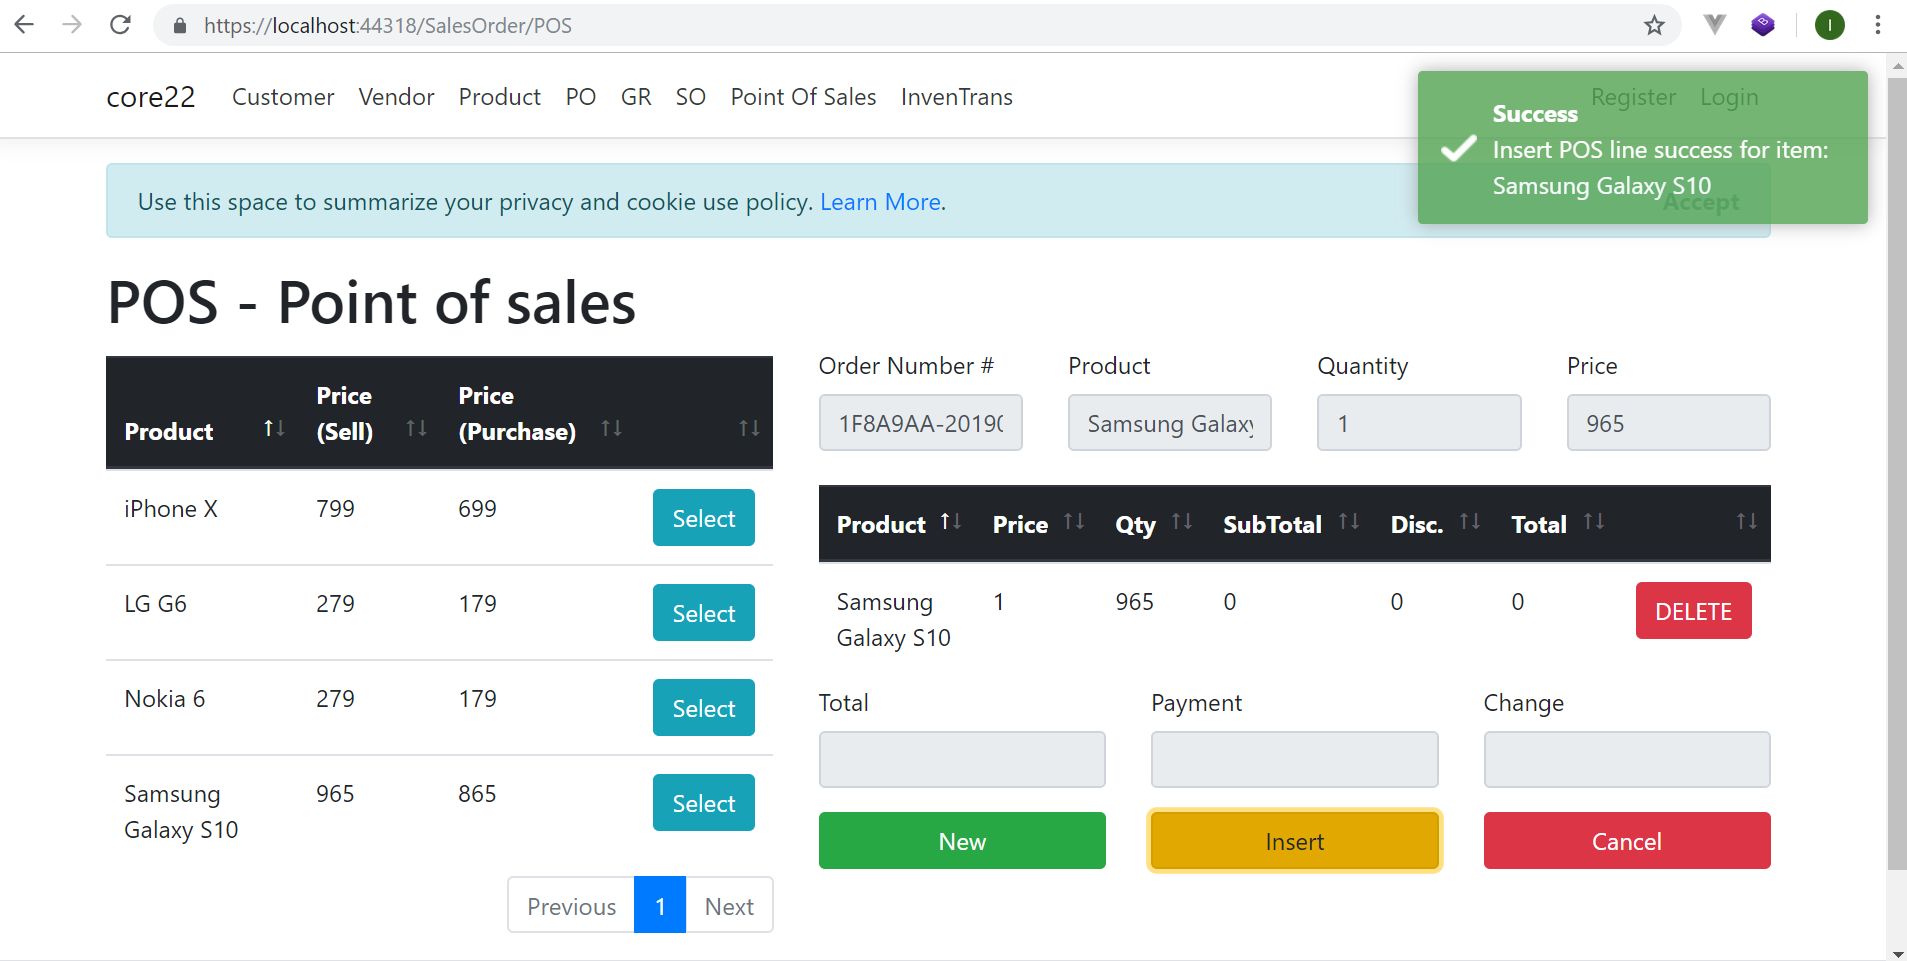 https://localhost:44318/SalesOrder/POS
I
core22 Customer Vendor Product PO GR SO Point Of Sales InvenTrans Register Login
Success
Insert POS line success for item:
Samsung Galaxy S10
Use this space to summarize your privacy and cookie use policy. Learn More. Accept
POS - Point of sales
Product Price (Sell) Price (Purchase)
iPhone X 799 699 Select
LG G6 279 179 Select
Nokia 6 279 179 Select
Samsung Galaxy S10 965 865 Select
Previous 1 Next
Order Number # Product Quantity Price
1F8A9AA-2019 Samsung Galaxy 1 965
Product Price Qty SubTotal Disc. Total
Samsung Galaxy S10 1 965 0 0 0 DELETE
Total Payment Change
New Insert Cancel